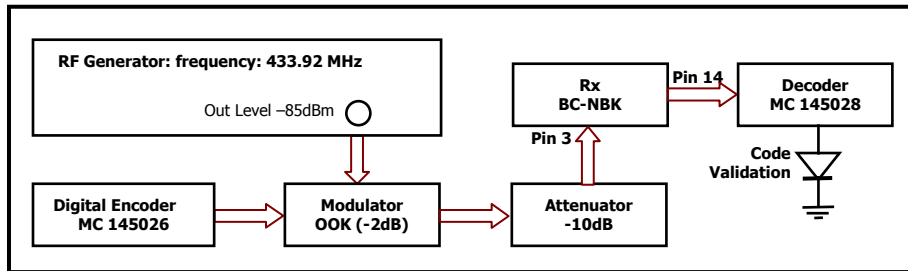 RF Generator: frequency: 433.92 MHz
Out Level –85dBm
Rx
BC-NBK
Pin 14
Decoder
MC 145028
Pin 3
Code
Validation
Digital Encoder
MC 145026
Modulator
OOK (-2dB)
Attenuator
-10dB